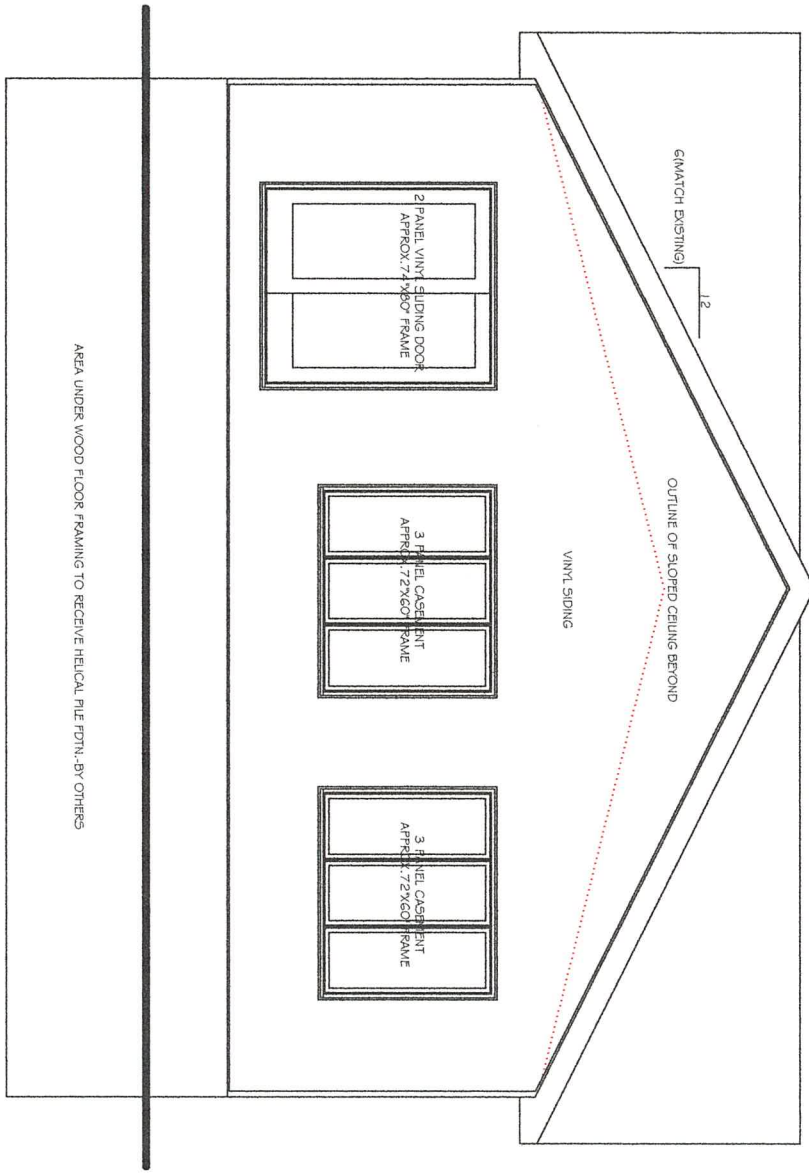 6(MATCH EXISTING)
12
OUTLINE OF SLOPED CEILING BEYOND
VINYL SIDING
2 PANEL VINYL SLIDING DOOR
APPROX.74"X80" FRAME
3 PANEL CASEMENT
APPROX.72"X60" FRAME
3 PANEL CASEMENT
APPROX.72"X60" FRAME
AREA UNDER WOOD FLOOR FRAMING TO RECEIVE HELICAL PILE FDTN.-BY OTHERS